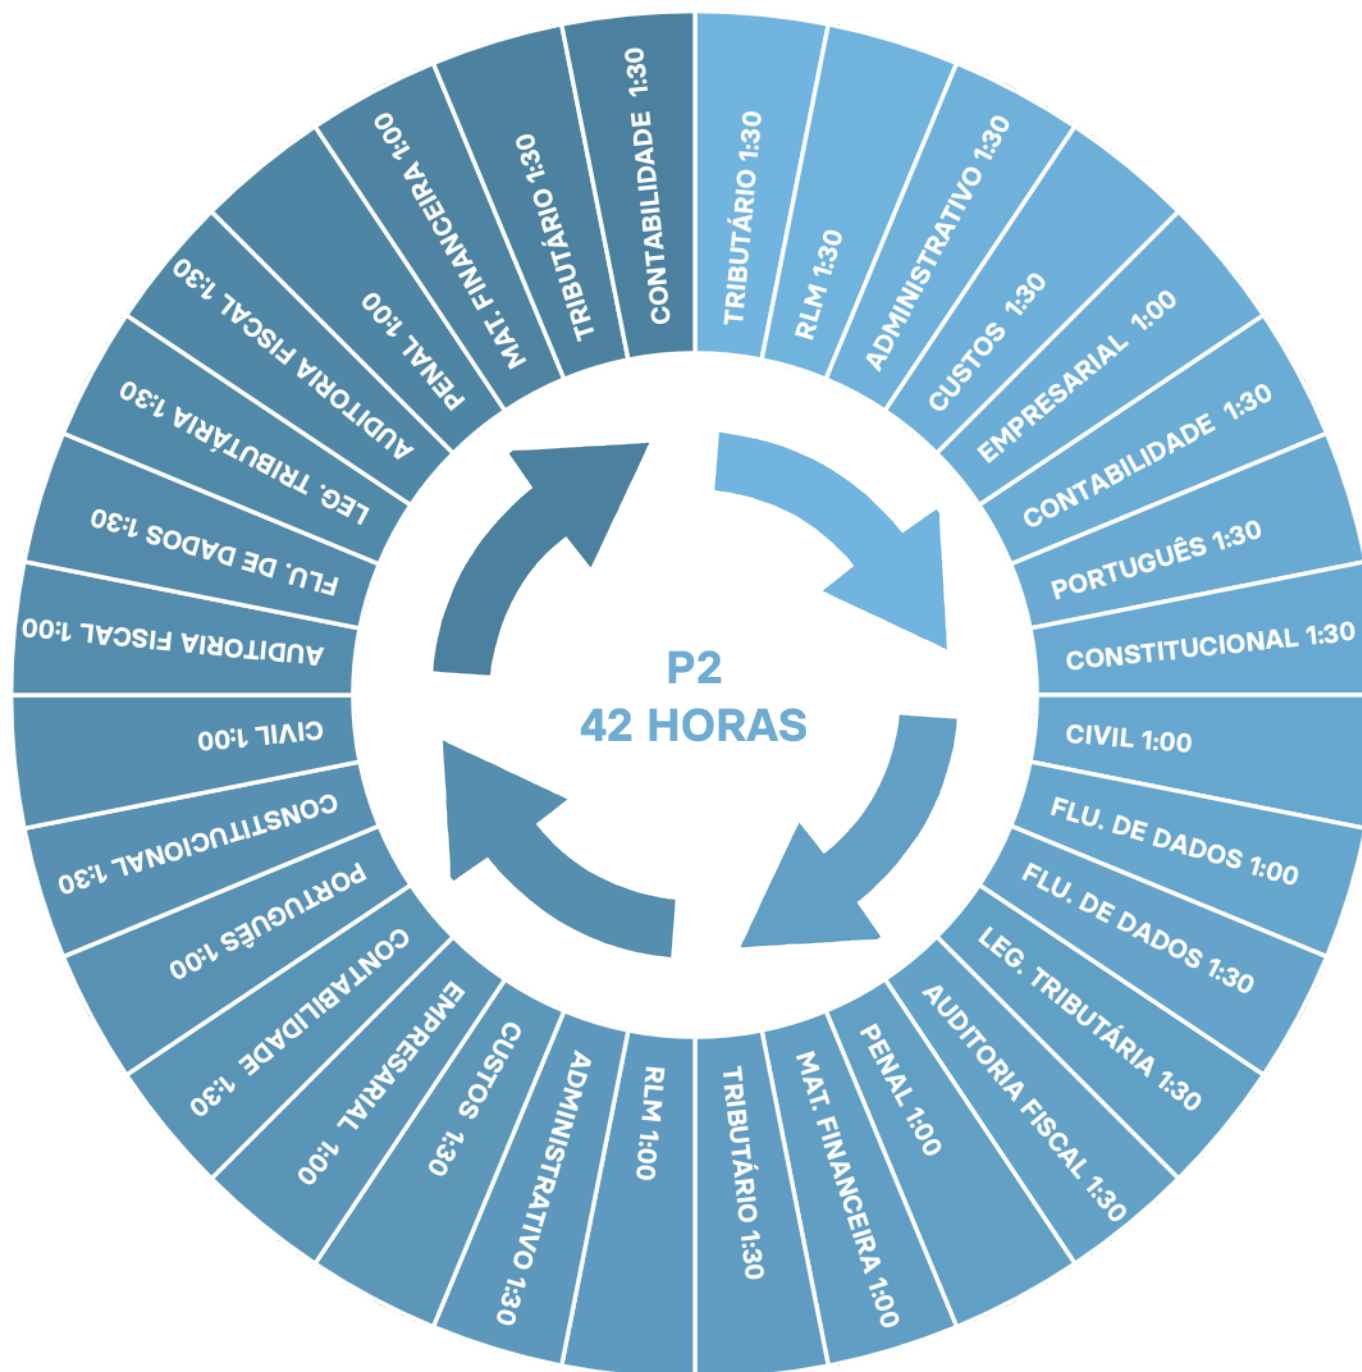 TRIBUTÁRIO 1:30
RLM 1:30
ADMINISTRATIVO 1:30
CUSTOS 1:30
EMPRESARIAL 1:00
CONTABILIDADE 1:30
PORTUGUÊS 1:30
CONSTITUCIONAL 1:30
CIVIL 1:00
FLU. DE DADOS 1:00
FLU. DE DADOS 1:30
LEG. TRIBUTÁRIA 1:30
AUDITORIA FISCAL 1:30
PENAL 1:00
MAT. FINANCEIRA 1:00
TRIBUTÁRIO 1:30
RLM 1:00
ADMINISTRATIVO 1:30
CUSTOS 1:30
EMPRESARIAL 1:00
CONTABILIDADE 1:30
PORTUGUÊS 1:00
CONSTITUCIONAL 1:30
CIVIL 1:00
AUDITORIA FISCAL 1:00
FLU. DE DADOS 1:30
LEG. TRIBUTÁRIA 1:30
AUDITORIA FISCAL 1:30
PENAL 1:00
MAT. FINANCEIRA 1:00
TRIBUTÁRIO 1:30
CONTABILIDADE 1:30
P2
42 HORAS